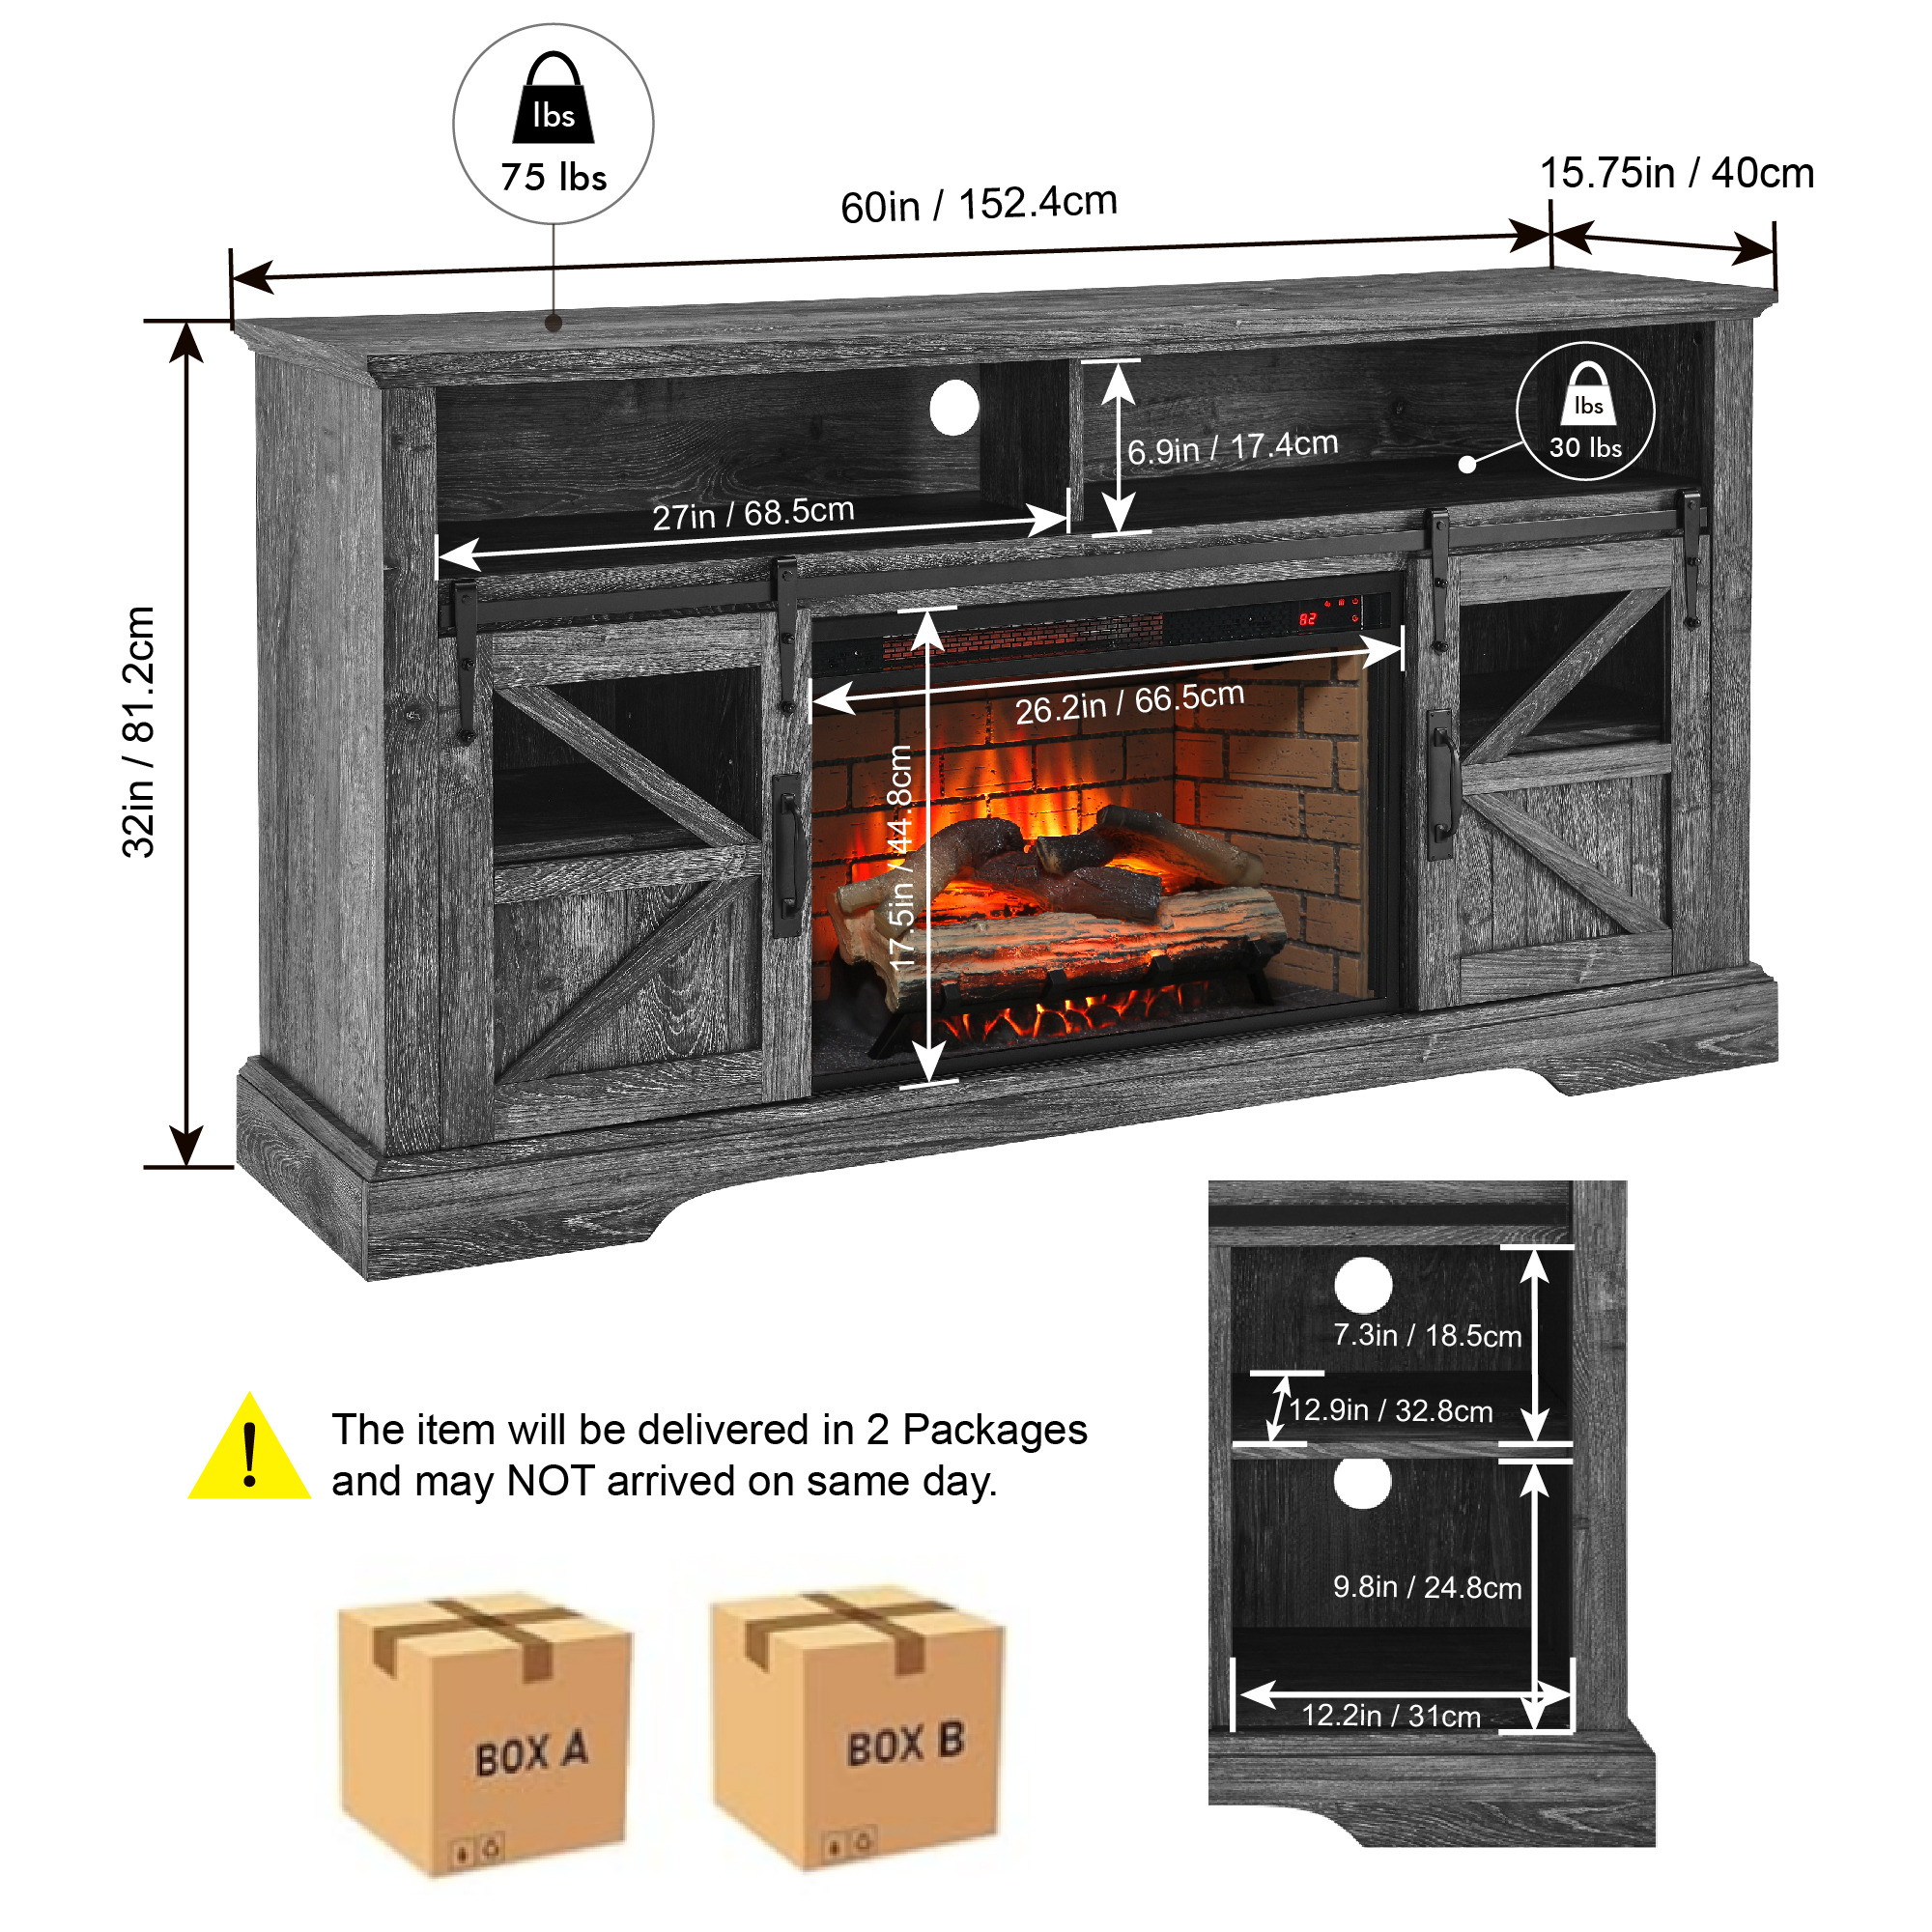 lbs
75 lbs
60in / 152.4cm
15.75in / 40cm
lbs
30 lbs
6.9in / 17.4cm
27in / 68.5cm
82
26.2in / 66.5cm
17.5in / 44.8cm
32in / 81.2cm
7.3in / 18.5cm
12.9in / 32.8cm
9.8in / 24.8cm
12.2in / 31cm
! The item will be delivered in 2 Packages
and may NOT arrived on same day.
BOX A
BOX B